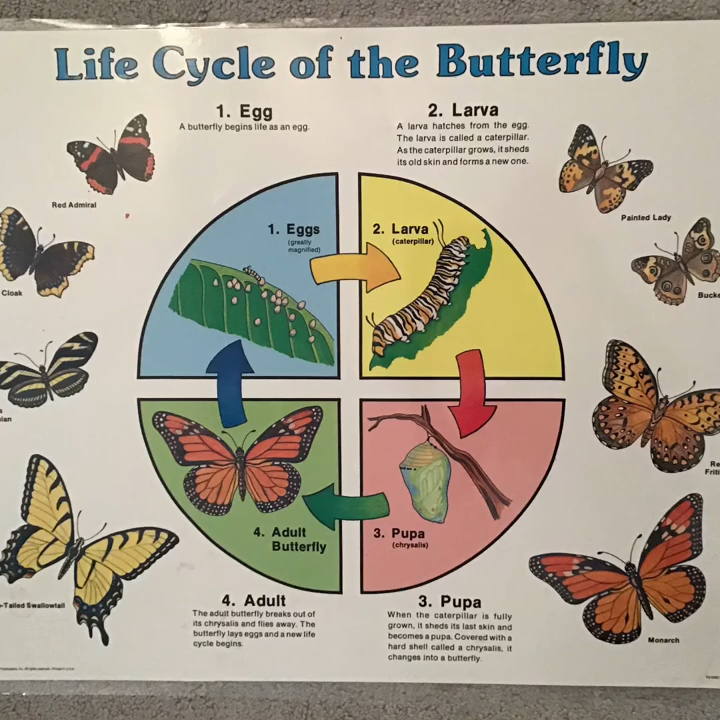 Life Cycle of the Butterfly
1. Egg
A butterfly begins life as an egg.
2. Larva
A larva hatches from the egg.
The larva is called a caterpillar.
As the caterpillar grows, it sheds
its old skin and forms a new one.
Red Admiral
Painted Lady
Cloak
Bucke
1. Eggs
(greatly
magnified)
2. Larva
(caterpillar)
s
ian
Re
Friti
4. Adult
Butterfly
3. Pupa
(chrysalis)
-Tailed Swallowtail
Monarch
4. Adult
The adult butterfly breaks out of
its chrysalis and flies away. The
butterfly lays eggs and a new life
cycle begins.
3. Pupa
When the caterpillar is fully
grown, it sheds its last skin and
becomes a pupa. Covered with a
hard shell called a chrysalis, it
changes into a butterfly.